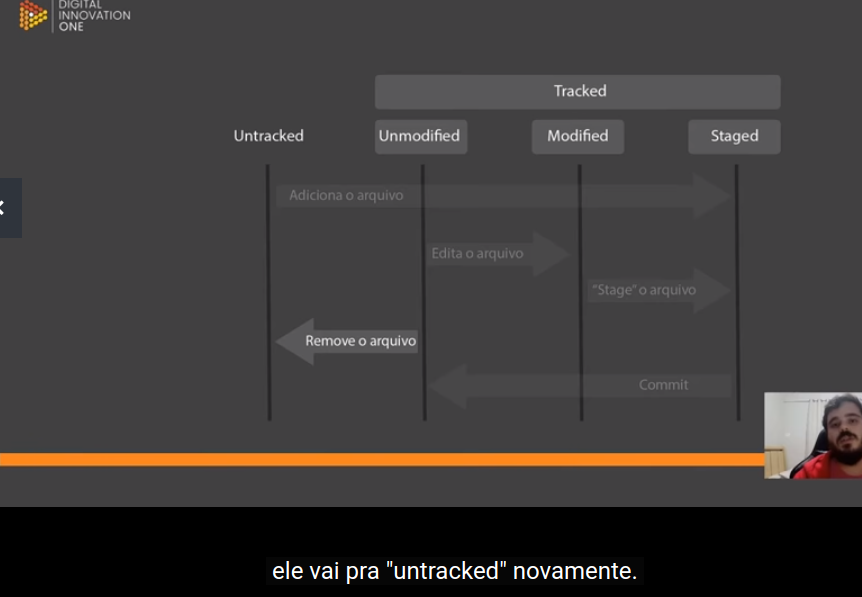 DIGITAL
INNOVATION
ONE
Tracked
Untracked
Unmodified
Modified
Staged
Adiciona o arquivo
Edita o arquivo
"Stage" o arquivo
Remove o arquivo
Commit
ele vai pra "untracked" novamente.